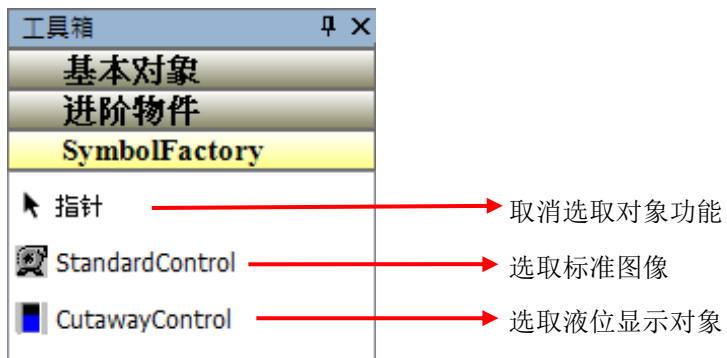 工具箱
基本对象
进阶物件
SymbolFactory
指针
取消选取对象功能
StandardControl
选取标准图像
CutawayControl
选取液位显示对象